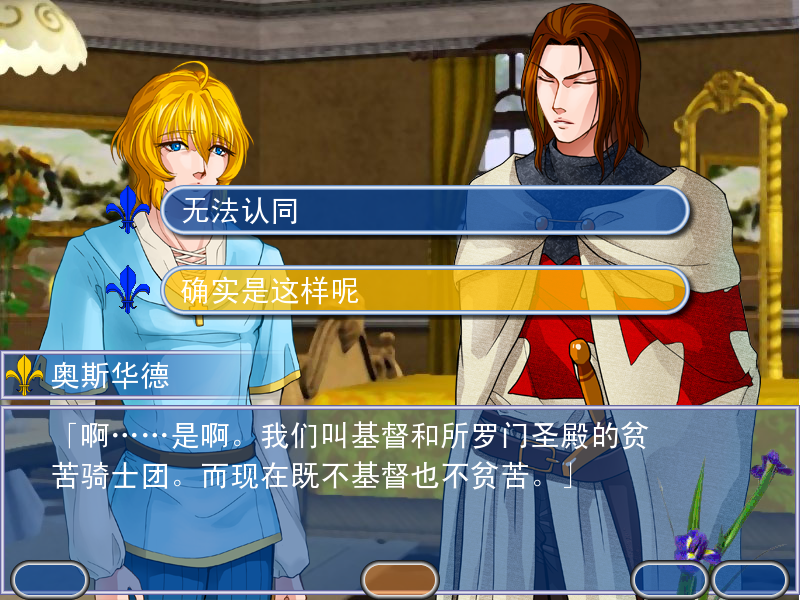 无法认同
确实是这样呢
奥斯华德
「啊……是啊。我们叫基督和所罗门圣殿的贫
苦骑士团。而现在既不基督也不贫苦。」